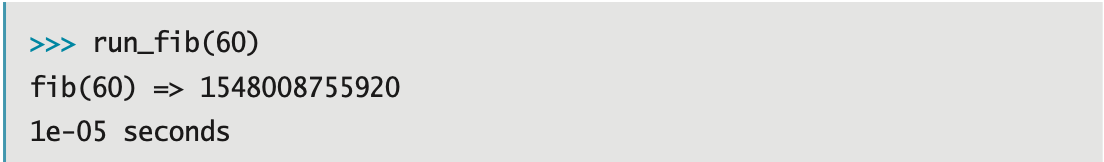 >>> run_fib(60)
fib(60) => 1548008755920
1e-05 seconds